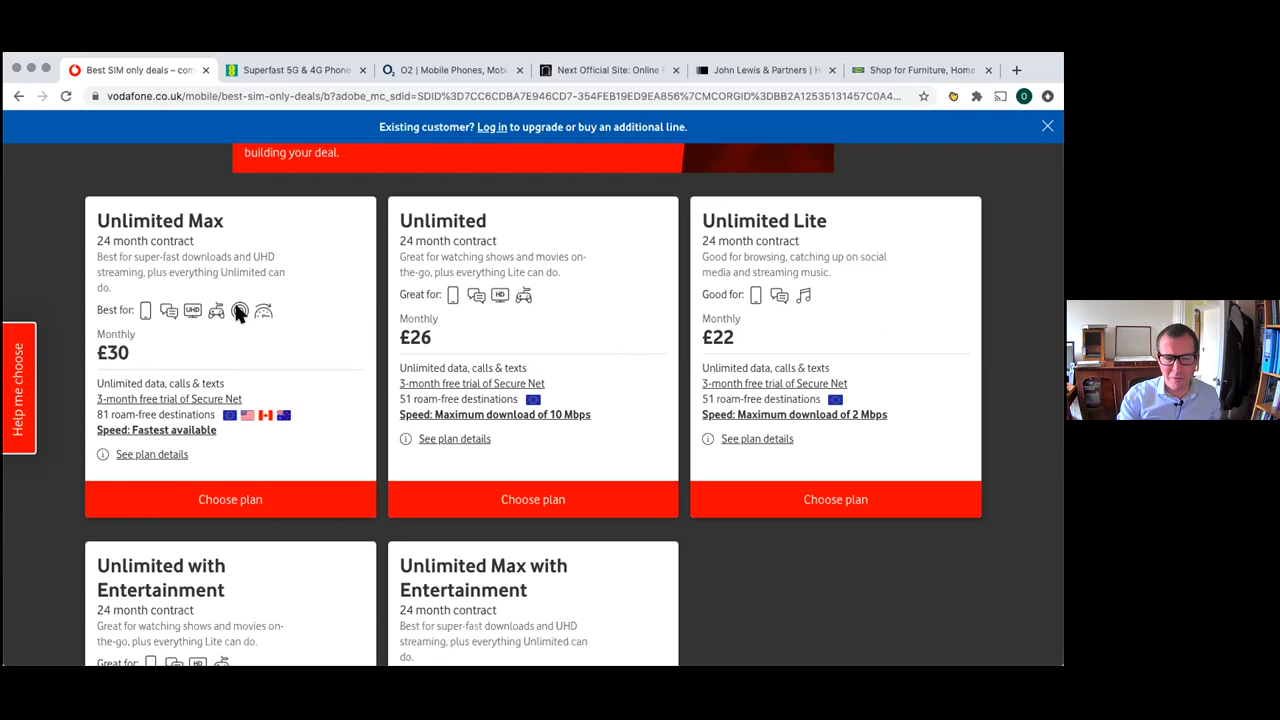 Best SIM only deals – com
Superfast 5G & 4G Phone
O2 | Mobile Phones, Mob
Next Official Site: Online F
John Lewis & Partners | H
Shop for Furniture, Home
vodafone.co.uk/mobile/best-sim-only-deals/b?adobe_mc_sdid=SDID%3D7CC6CDBA7E946CD7-354FEB19ED9EA856%7CMCORGID%3DBB2A12535131457C0A4...
O
Existing customer? Log in to upgrade or buy an additional line.
building your deal.
Help me choose
Unlimited Max
24 month contract
Best for super-fast downloads and UHD
streaming, plus everything Unlimited can
do.
Best for:
UHD
Monthly
£30
Unlimited data, calls & texts
3-month free trial of Secure Net
81 roam-free destinations
Speed: Fastest available
See plan details
Choose plan
Unlimited
24 month contract
Great for watching shows and movies on-
the-go, plus everything Lite can do.
Great for:
HD
Monthly
£26
Unlimited data, calls & texts
3-month free trial of Secure Net
51 roam-free destinations
Speed: Maximum download of 10 Mbps
See plan details
Choose plan
Unlimited Lite
24 month contract
Good for browsing, catching up on social
media and streaming music.
Good for:
Monthly
£22
Unlimited data, calls & texts
3-month free trial of Secure Net
51 roam-free destinations
Speed: Maximum download of 2 Mbps
See plan details
Choose plan
Unlimited with
Entertainment
24 month contract
Great for watching shows and movies on-
the-go, plus everything Lite can do.
Great for:
HD
Unlimited Max with
Entertainment
24 month contract
Best for super-fast downloads and UHD
streaming, plus everything Unlimited can
do.